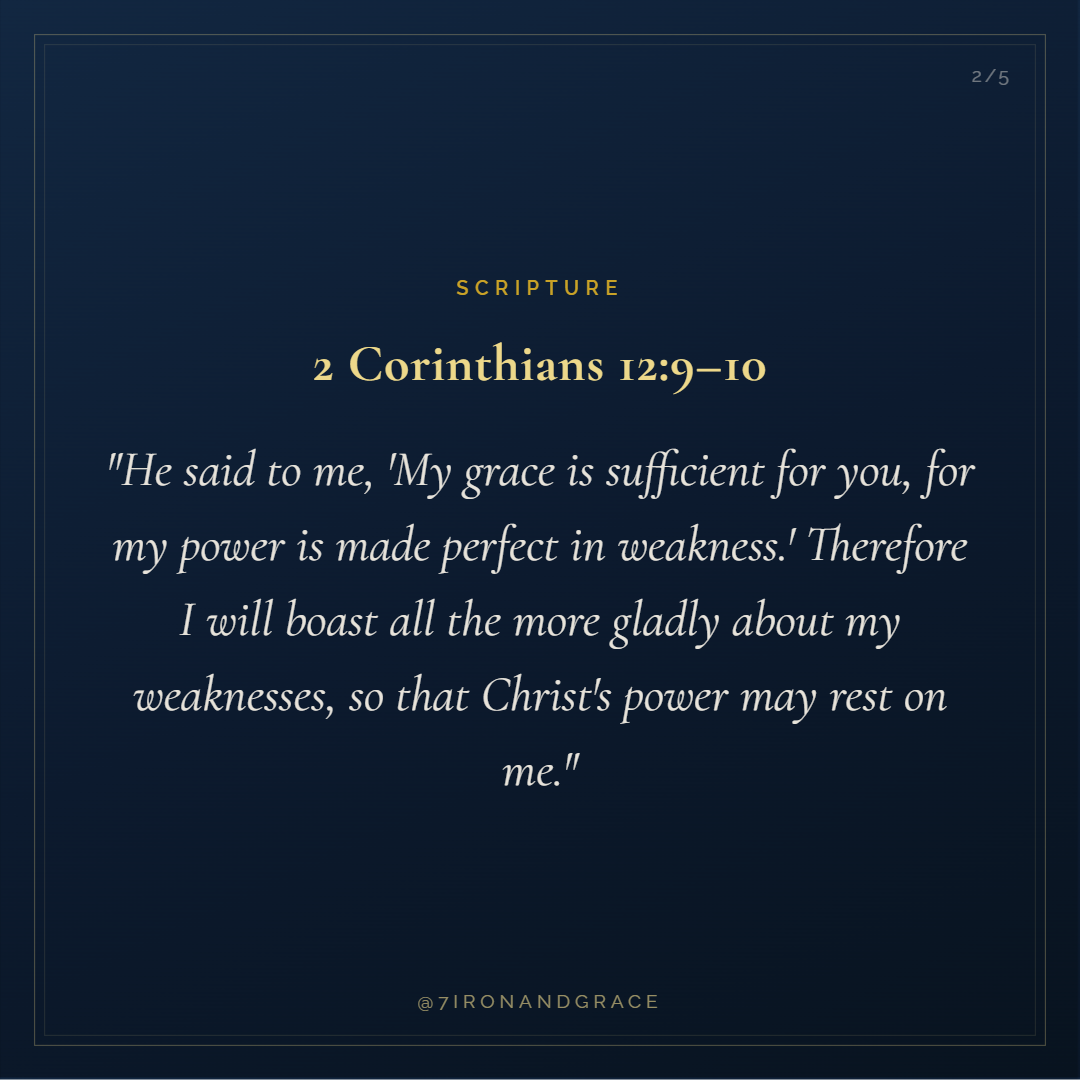 2/5
SCRIPTURE
2 Corinthians 12:9–10
"He said to me, 'My grace is sufficient for you, for
my power is made perfect in weakness.' Therefore
I will boast all the more gladly about my
weaknesses, so that Christ's power may rest on
me."
@7IRONANDGRACE